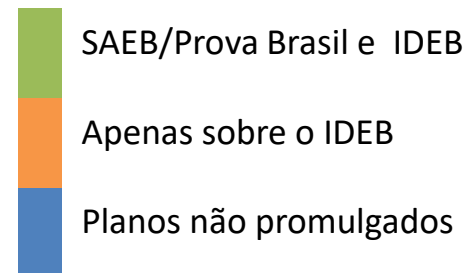 SAEB/Prova Brasil e IDEB
Apenas sobre o IDEB
Planos não promulgados